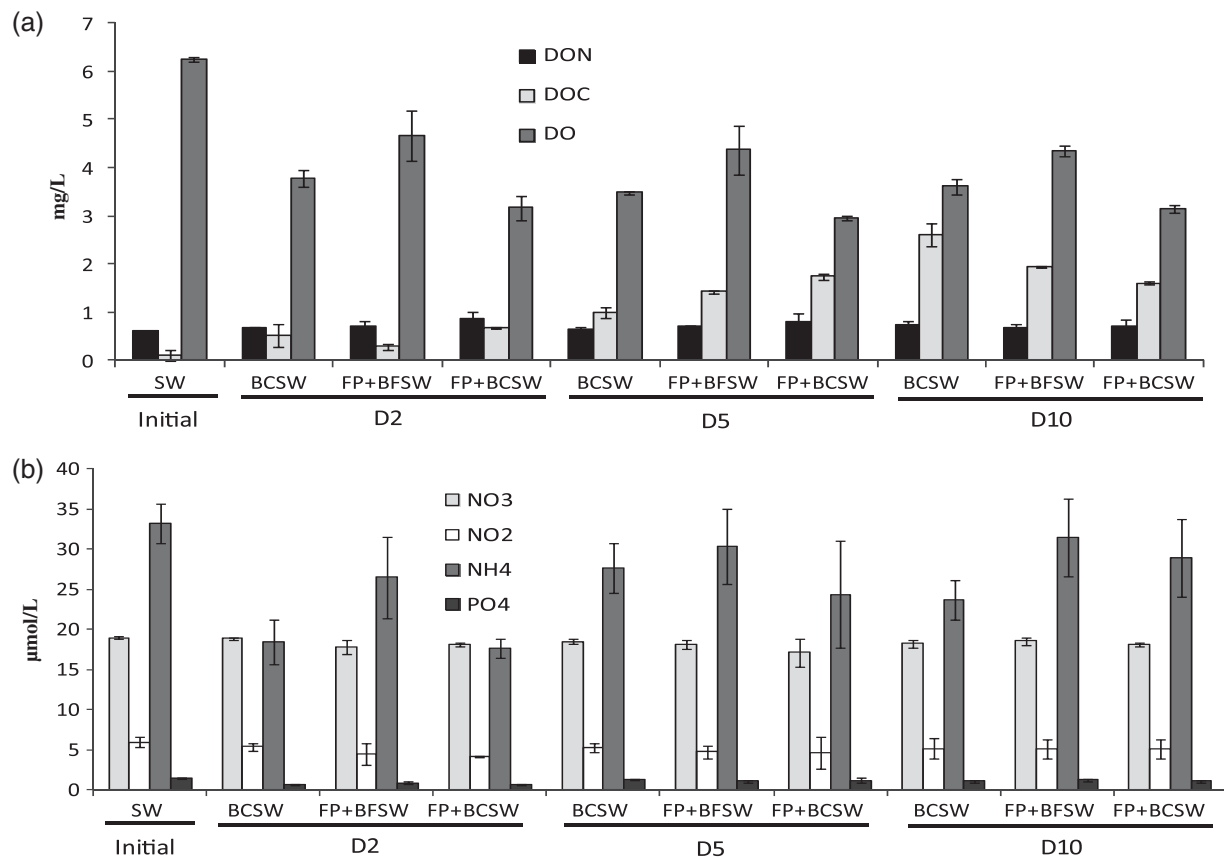 (a)
7
6
5
4
3
2
1
0
mg/L
DON
DOC
DO
SW
BCSW
FP+BFSW
FP+BCSW
BCSW
FP+BFSW
FP+BCSW
BCSW
FP+BFSW
FP+BCSW
Initial
D2
D5
D10
(b)
40
35
30
25
20
15
10
5
0
µmol/L
NO3
NO2
NH4
PO4
SW
BCSW
FP+BFSW
FP+BCSW
BCSW
FP+BFSW
FP+BCSW
BCSW
FP+BFSW
FP+BCSW
Initial
D2
D5
D10